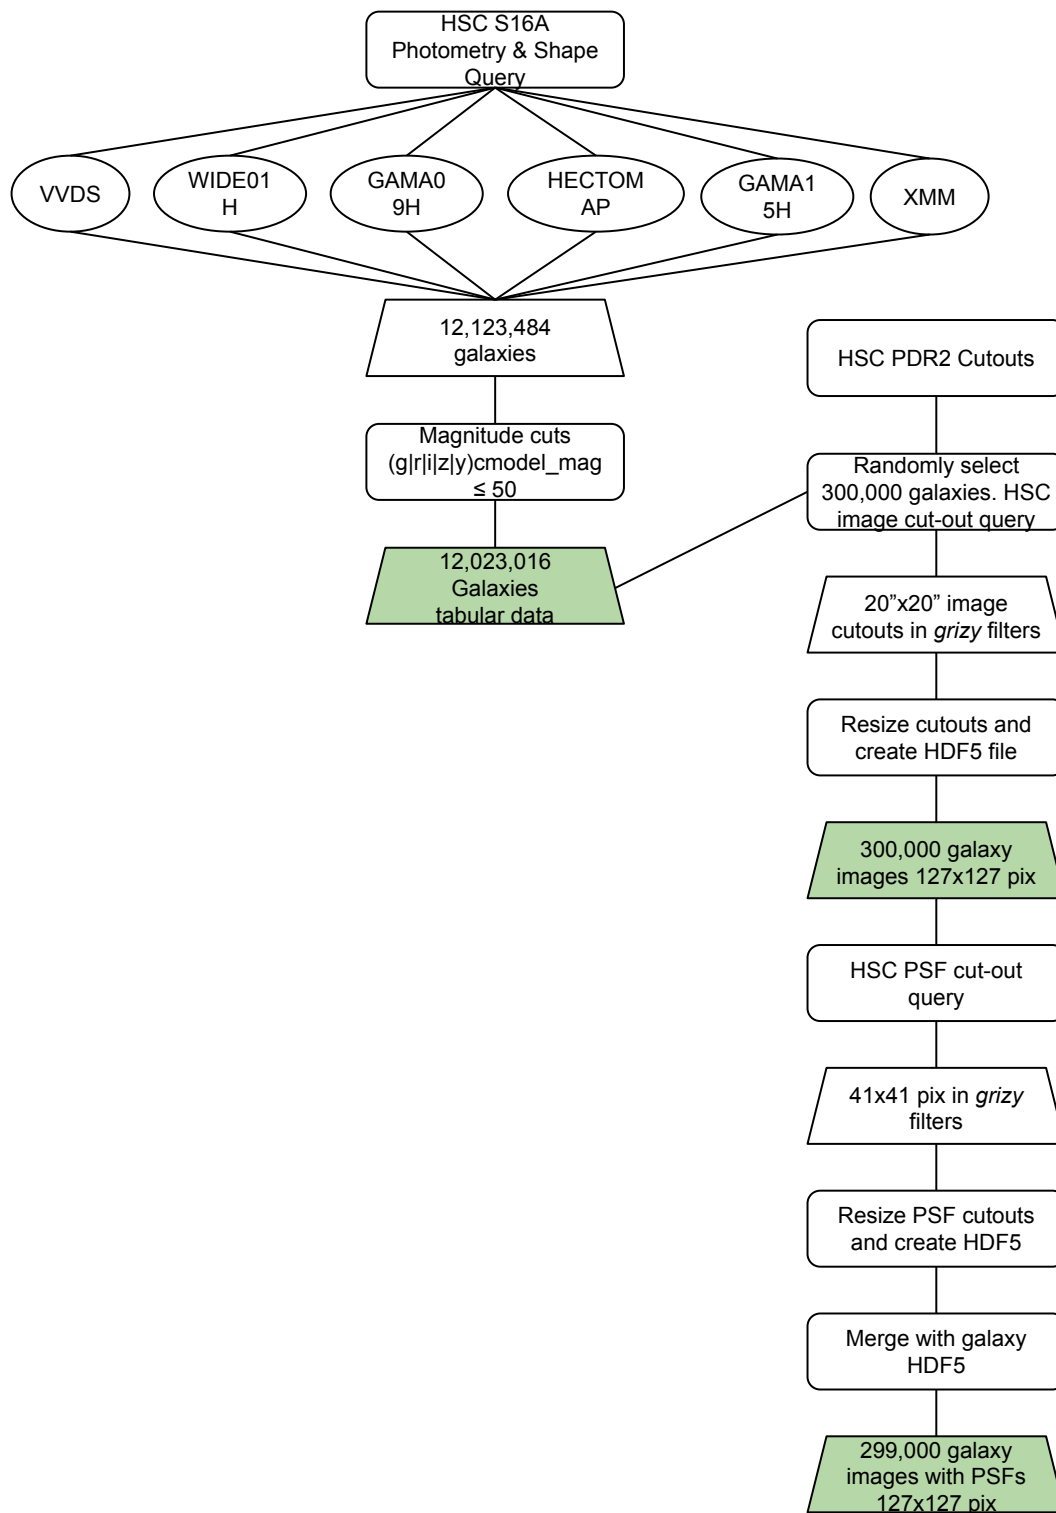 HSC S16A
Photometry & Shape
Query
VVDS
WIDE01
H
GAMA0
9H
HECTOM
AP
GAMA1
5H
XMM
12,123,484
galaxies
Magnitude cuts
(g|r|i|z|y)cmodel_mag
≤ 50
12,023,016
Galaxies
tabular data
HSC PDR2 Cutouts
Randomly select
300,000 galaxies. HSC
image cut-out query
20”x20” image
cutouts in grizy filters
Resize cutouts and
create HDF5 file
300,000 galaxy
images 127x127 pix
HSC PSF cut-out
query
41x41 pix in grizy
filters
Resize PSF cutouts
and create HDF5
Merge with galaxy
HDF5
299,000 galaxy
images with PSFs
127x127 pix